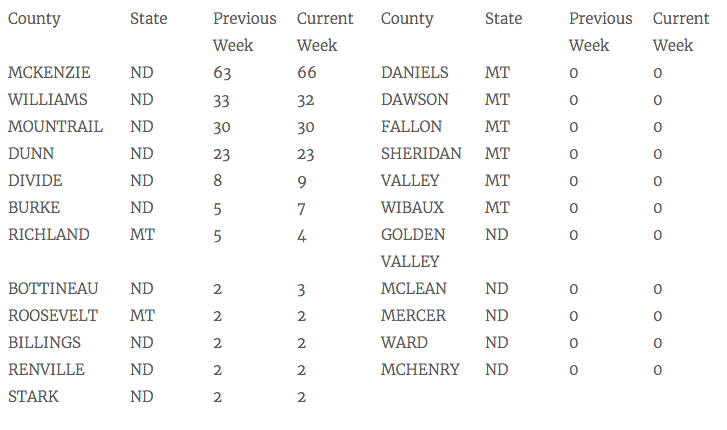 County State Previous Current County State Previous Current
Week Week Week Week
MCKENZIE ND 63 66 DANIELS MT 0 0
WILLIAMS ND 33 32 DAWSON MT 0 0
MOUNTRAIL ND 30 30 FALLON MT 0 0
DUNN ND 23 23 SHERIDAN MT 0 0
DIVIDE ND 8 9 VALLEY MT 0 0
BURKE ND 5 7 WIBAUX MT 0 0
RICHLAND MT 5 4 GOLDEN ND 0 0
VALLEY
BOTTINEAU ND 2 3 MCLEAN ND 0 0
ROOSEVELT MT 2 2 MERCER ND 0 0
BILLINGS ND 2 2 WARD ND 0 0
RENVILLE ND 2 2 MCHENRY ND 0 0
STARK ND 2 2